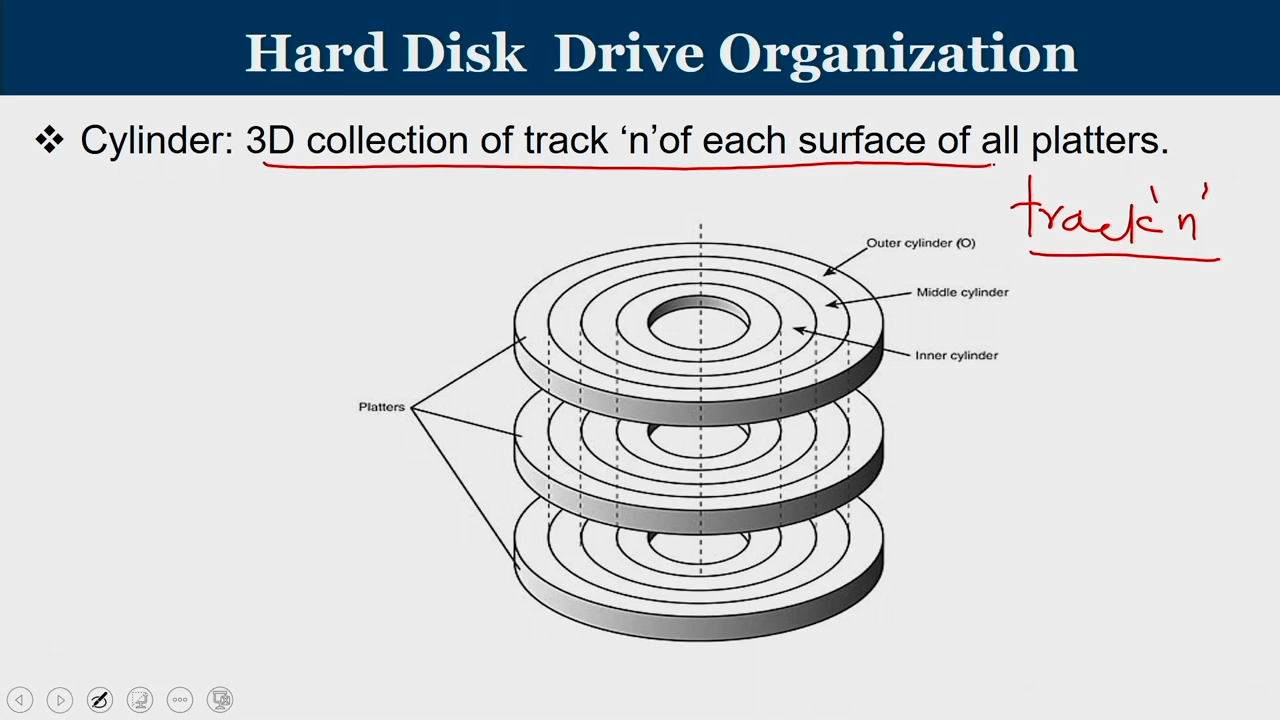 Hard Disk Drive Organization
❖ Cylinder: 3D collection of track ‘n’of each surface of all platters.
track 'n'
Outer cylinder (O)
Middle cylinder
Inner cylinder
Platters